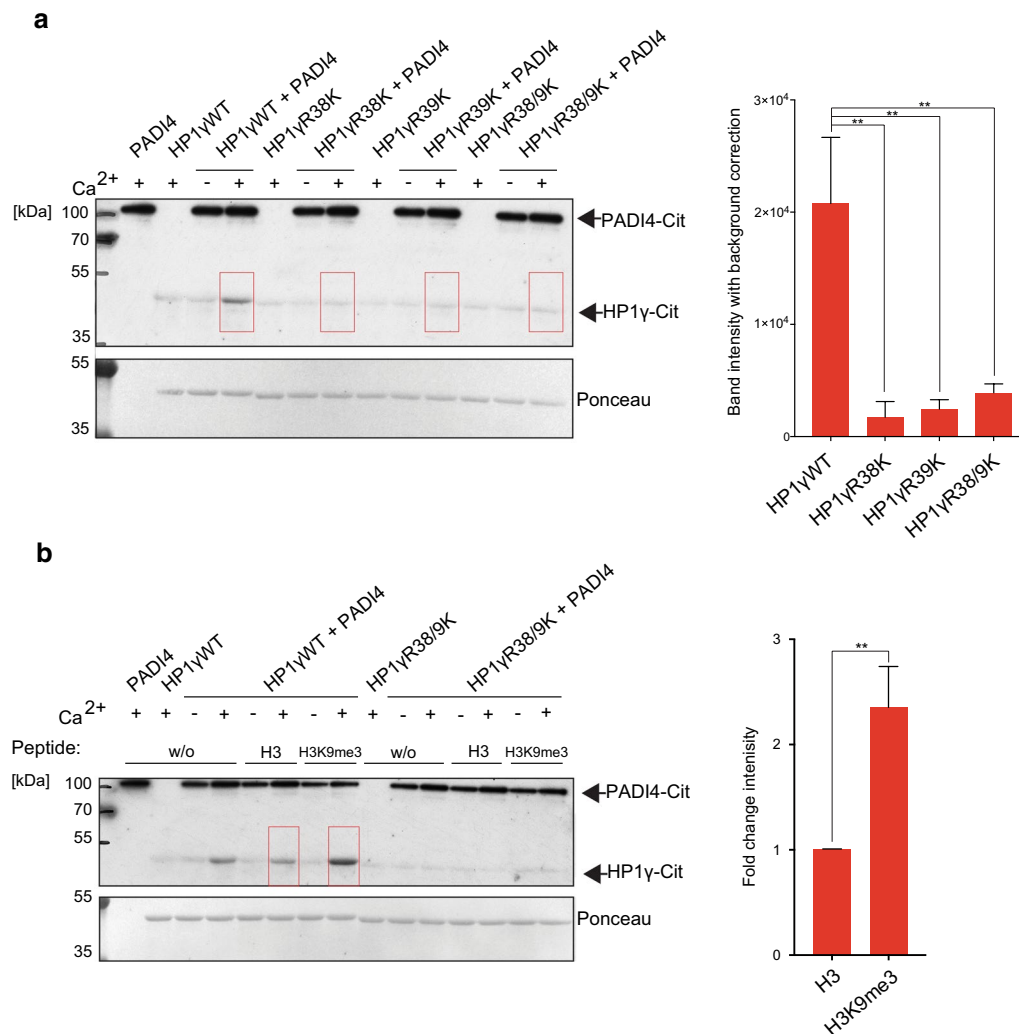 a
PADI4
HP1γWT
HP1γWT + PADI4
HP1γR38K
HP1γR38K + PADI4
HP1γR39K
HP1γR39K + PADI4
HP1γR38/9K
HP1γR38/9K + PADI4
Ca2+ + + - + + - + + - + + - +
[kDa]
100
70
55
35
PADI4-Cit
HP1γ-Cit
55
35
Ponceau
Band intensity with background correction
3×10⁴
2×10⁴
1×10⁴
0
**
**
**
HP1γWT
HP1γR38K
HP1γR39K
HP1γR38/9K
b
PADI4
HP1γWT
HP1γWT + PADI4
HP1γR38/9K
HP1γR38/9K + PADI4
Ca2+ + + - + - + - + + - + - + - +
Peptide: w/o H3 H3K9me3 w/o H3 H3K9me3
[kDa]
100
70
55
PADI4-Cit
HP1γ-Cit
55
35
Ponceau
Fold change intenisity
3
2
1
0
**
H3
H3K9me3